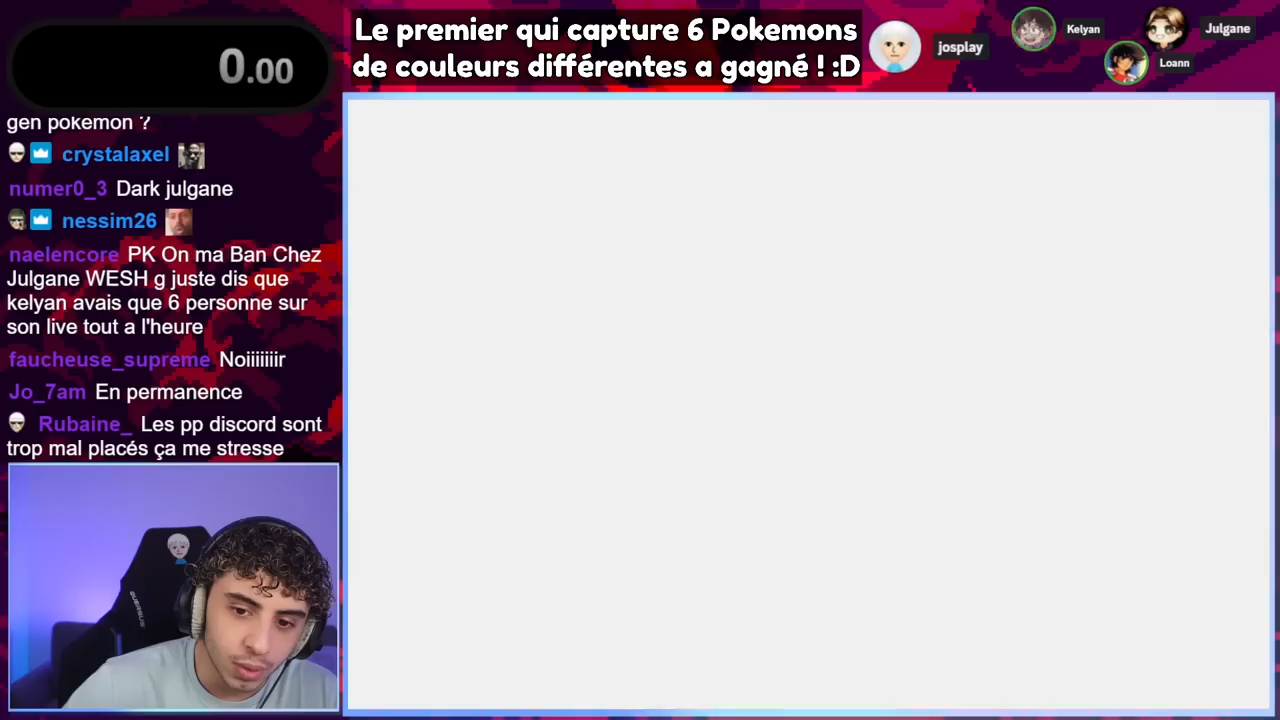 0.00
Le premier qui capture 6 Pokemons
de couleurs différentes a gagné ! :D
josplay
Kelyan
Julgane
Loann
gen pokemon ?
crystalaxel
numer0_3 Dark julgane
nessim26
naelencore PK On ma Ban Chez
Julgane WESH g juste dis que
kelyan avais que 6 personne sur
son live tout a l'heure
faucheuse_supreme Noiiiiiiir
Jo_7am En permanence
Rubaine_ Les pp discord sont
trop mal placés ça me stresse